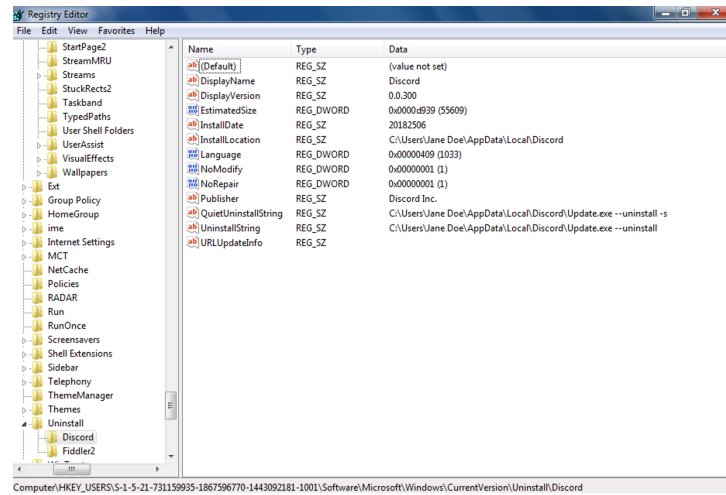 Registry Editor
File Edit View Favorites Help
StartPage2
StreamMRU
Streams
StuckRects2
Taskband
TypedPaths
User Shell Folders
UserAssist
VisualEffects
Wallpapers
Ext
Group Policy
HomeGroup
ime
Internet Settings
MCT
NetCache
Policies
RADAR
Run
RunOnce
Screensavers
Shell Extensions
Sidebar
Telephony
ThemeManager
Themes
Uninstall
Discord
Fiddler2
Name Type Data
(Default) REG_SZ (value not set)
DisplayName REG_SZ Discord
DisplayVersion REG_SZ 0.0.300
EstimatedSize REG_DWORD 0x0000d939 (55609)
InstallDate REG_SZ 20182506
InstallLocation REG_SZ C:\Users\Jane Doe\AppData\Local\Discord
Language REG_DWORD 0x00000409 (1033)
NoModify REG_DWORD 0x00000001 (1)
NoRepair REG_DWORD 0x00000001 (1)
Publisher REG_SZ Discord Inc.
QuietUninstallString REG_SZ C:\Users\Jane Doe\AppData\Local\Discord\Update.exe --uninstall -s
UninstallString REG_SZ C:\Users\Jane Doe\AppData\Local\Discord\Update.exe --uninstall
URLUpdateInfo REG_SZ
Computer\HKEY_USERS\S-1-5-21-731159935-1867596770-1443092181-1001\Software\Microsoft\Windows\CurrentVersion\Uninstall\Discord